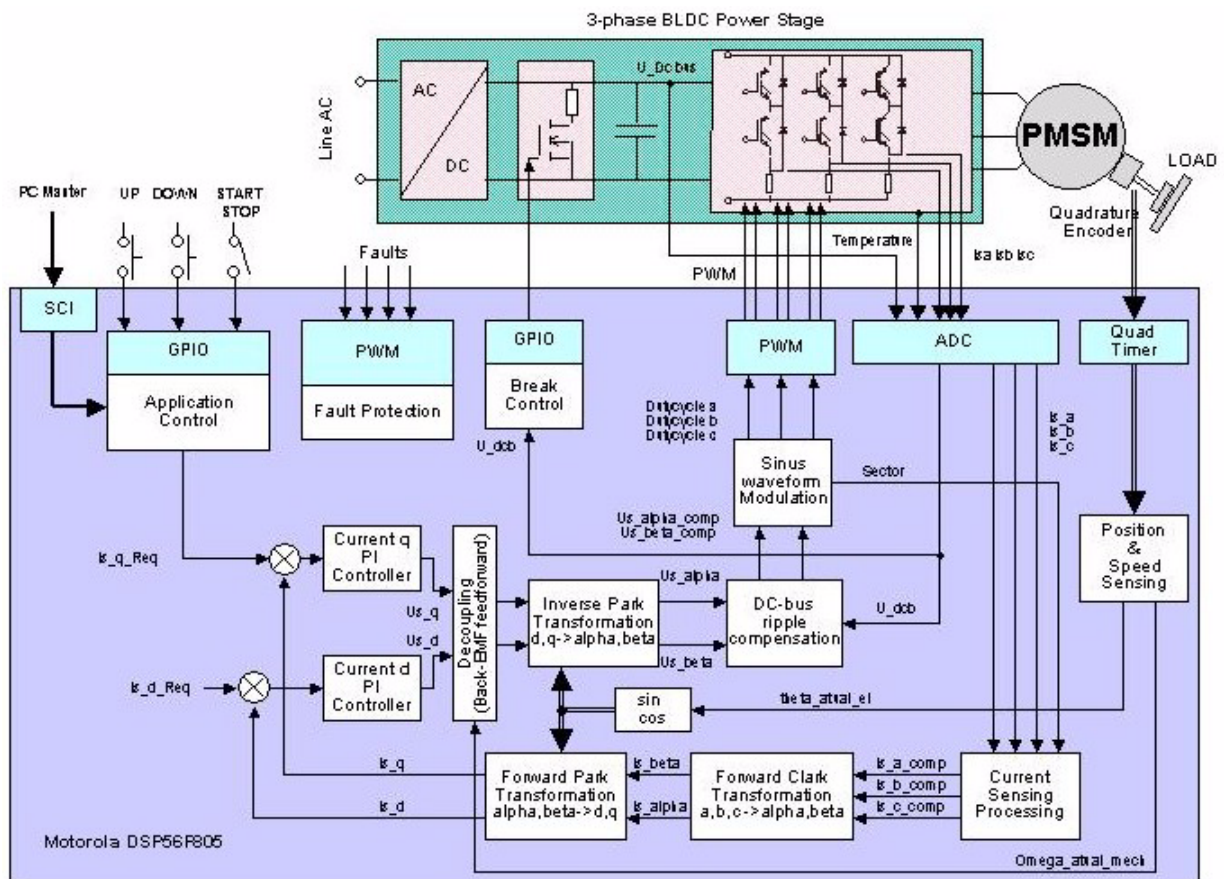 3-phase BLDC Power Stage
Line AC
AC
DC
U_Dcbus
PMSM
LOAD
Quadrature
Encoder
PC Master
UP
DOWN
START
STOP
Faults
Temperature
PWM
Isa Isb Isc
SCI
GPIO
Application
Control
PWM
Fault Protection
GPIO
Break
Control
PWM
ADC
Quad
Timer
U_dcb
Dutycycle a
Dutycycle b
Dutycycle c
Is_a
Is_b
Is_c
Sinus
waveform
Modulation
Sector
Us_alpha_comp
Us_beta_comp
Position
&
Speed
Sensing
Is_q_Req
Current q
PI
Controller
Us_q
Us_d
Decoupling
(Back-EMF feedforward)
Inverse Park
Transformation
d,q->alpha,beta
Us_alpha
Us_beta
DC-bus
ripple
compensation
U_dcb
Is_d_Req
Current d
PI
Controller
sin
cos
theta_atual_el
Is_q
Is_d
Forward Park
Transformation
alpha,beta->d,q
Is_beta
Is_alpha
Forward Clark
Transformation
a,b,c->alpha,beta
Is_a_comp
Is_b_comp
Is_c_comp
Current
Sensing
Processing
Motorola DSP56F805
Omega_atual_mech